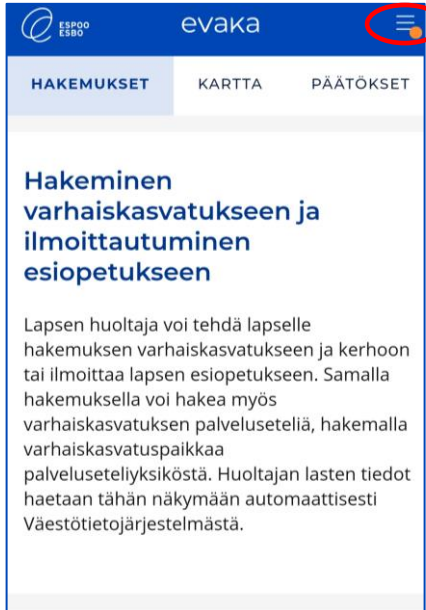 ESPOO
ESBO
evaka
HAKEMUKSET KARTTA PÄÄTÖKSET
Hakeminen
varhaiskasvatukseen ja
ilmoittautuminen
esiopetukseen
Lapsen huoltaja voi tehdä lapselle
hakemuksen varhaiskasvatukseen ja kerhoon
tai ilmoittaa lapsen esiopetukseen. Samalla
hakemuksella voi hakea myös
varhaiskasvatuksen palveluseteliä, hakemalla
varhaiskasvatuspaikkaa
palveluseteliyksiköstä. Huoltajan lasten tiedot
haetaan tähän näkymään automaattisesti
Väestötietojärjestelmästä.